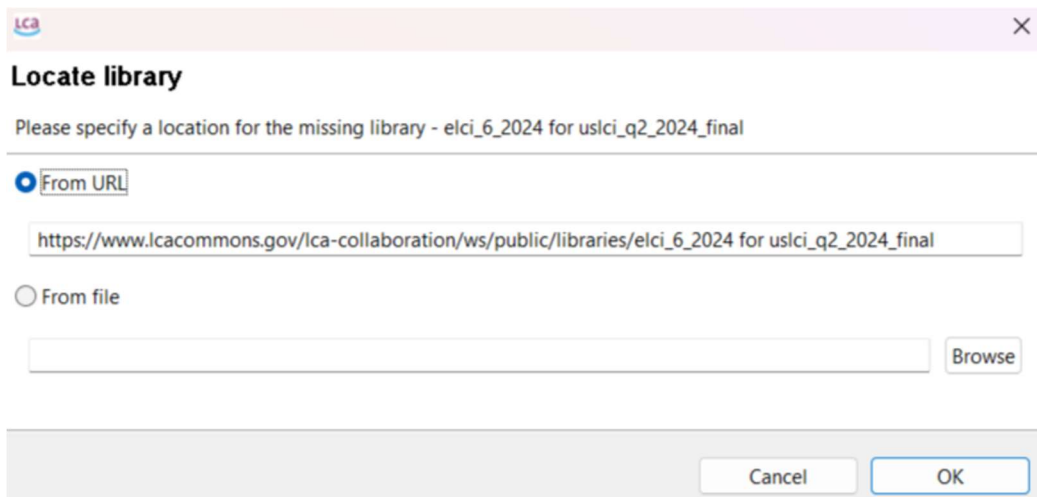 LCa
Locate library
Please specify a location for the missing library - elci_6_2024 for uslci_q2_2024_final
From URL
https://www.lcacommons.gov/lca-collaboration/ws/public/libraries/elci_6_2024 for uslci_q2_2024_final
From file
Browse
Cancel OK